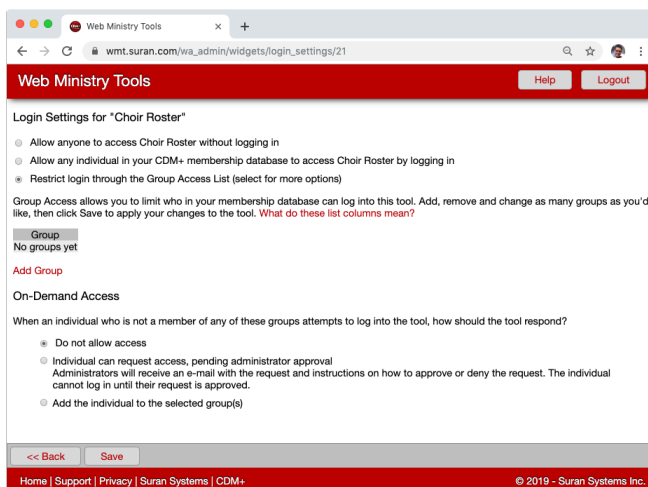 Web Ministry Tools
wmt.suran.com/wa_admin/widgets/login_settings/21
Web Ministry Tools
Help
Logout
Login Settings for "Choir Roster"
Allow anyone to access Choir Roster without logging in
Allow any individual in your CDM+ membership database to access Choir Roster by logging in
Restrict login through the Group Access List (select for more options)
Group Access allows you to limit who in your membership database can log into this tool. Add, remove and change as many groups as you'd
like, then click Save to apply your changes to the tool. What do these list columns mean?
Group
No groups yet
Add Group
On-Demand Access
When an individual who is not a member of any of these groups attempts to log into the tool, how should the tool respond?
Do not allow access
Individual can request access, pending administrator approval
Administrators will receive an e-mail with the request and instructions on how to approve or deny the request. The individual
cannot log in until their request is approved.
Add the individual to the selected group(s)
<< Back
Save
Home | Support | Privacy | Suran Systems | CDM+
© 2019 - Suran Systems Inc.